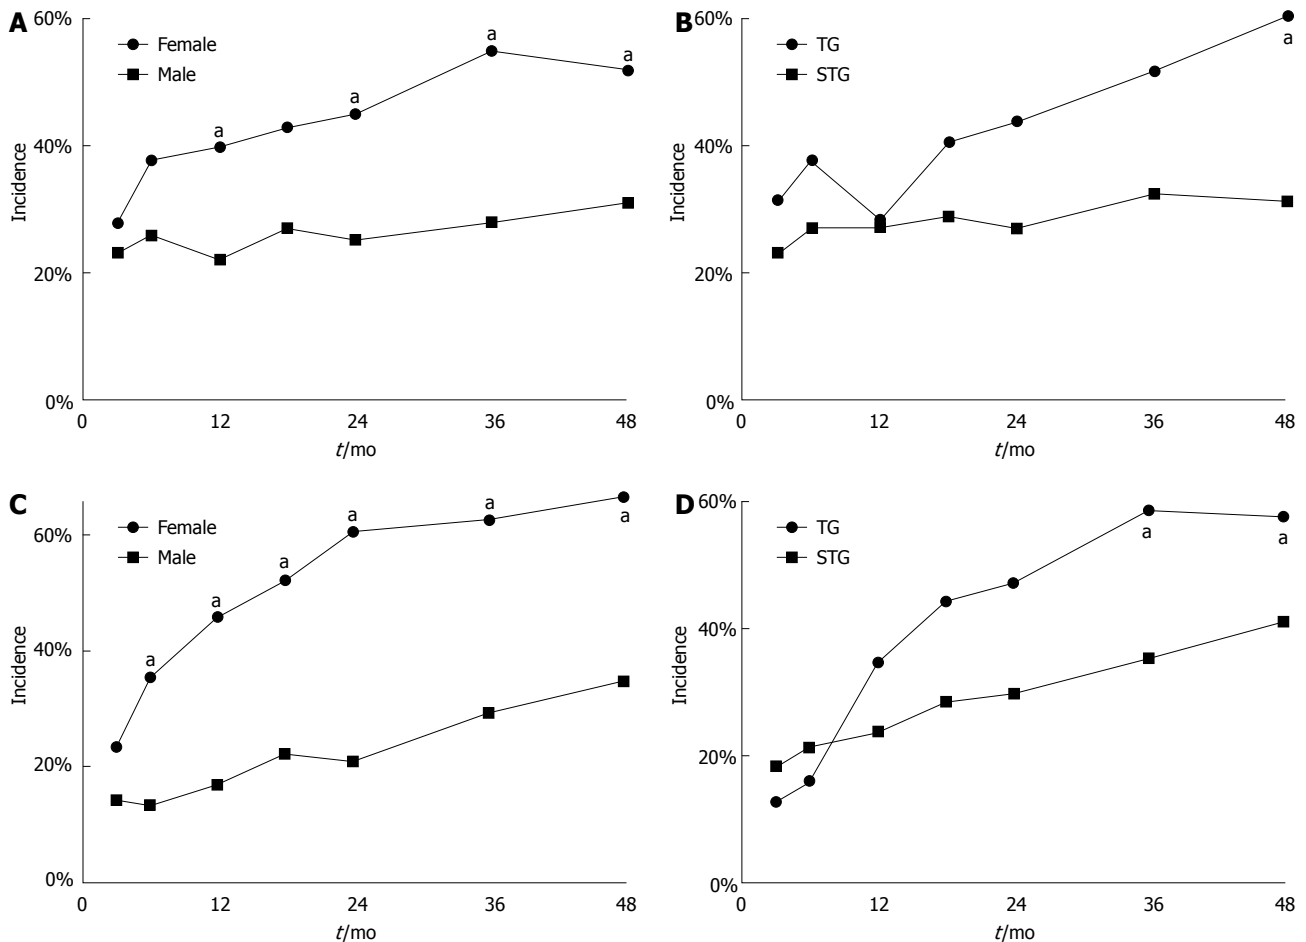 A
60%
40%
20%
0%
Incidence
Female
Male
a
a
a
a
0
12
24
36
48
t/mo
B
60%
40%
20%
0%
Incidence
TG
STG
a
0
12
24
36
48
t/mo
C
60%
40%
20%
0%
Incidence
Female
Male
a
a
a
a
a
a
0
12
24
36
48
t/mo
D
60%
40%
20%
0%
Incidence
TG
STG
a
a
0
12
24
36
48
t/mo